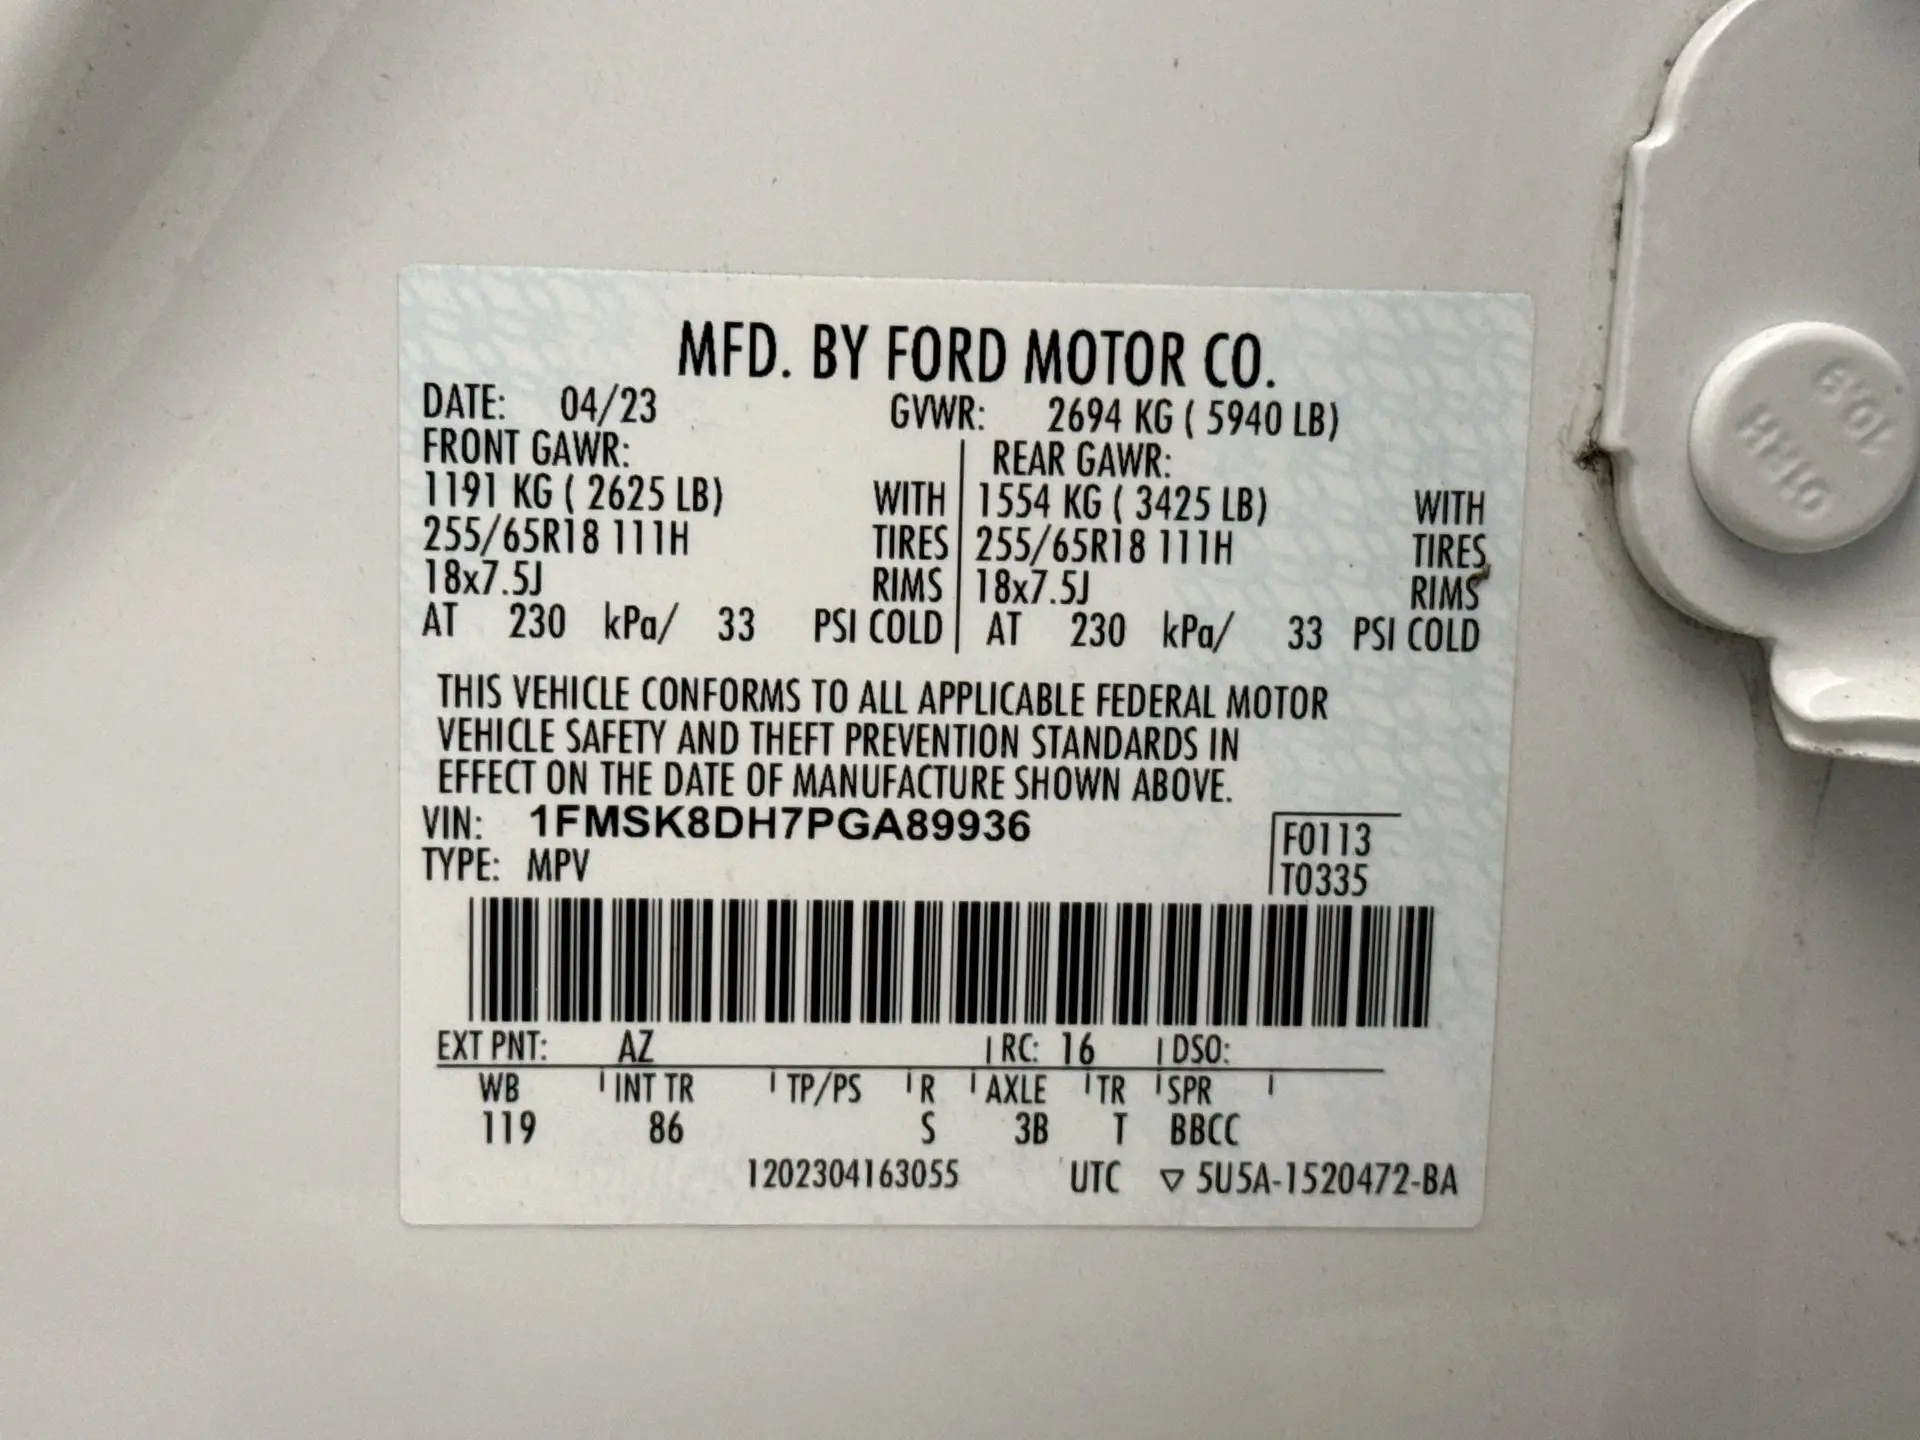 MFD. BY FORD MOTOR CO.
DATE: 04/23 GVWR: 2694 KG ( 5940 LB)
FRONT GAWR: REAR GAWR:
1191 KG ( 2625 LB) WITH 1554 KG ( 3425 LB) WITH
255/65R18 111H TIRES 255/65R18 111H TIRES
18x7.5J RIMS 18x7.5J RIMS
AT 230 kPa/ 33 PSI COLD AT 230 kPa/ 33 PSI COLD
THIS VEHICLE CONFORMS TO ALL APPLICABLE FEDERAL MOTOR
VEHICLE SAFETY AND THEFT PREVENTION STANDARDS IN
EFFECT ON THE DATE OF MANUFACTURE SHOWN ABOVE.
VIN: 1FMSK8DH7PGA89936
F0113
TYPE: MPV
T0335
EXT PNT: AZ RC: 16 DSO:
WB INT TR TP/PS R AXLE TR SPR
119 86 S 3B T BBCC
1202304163055 UTC ▽ 5U5A-1520472-BA
10.9